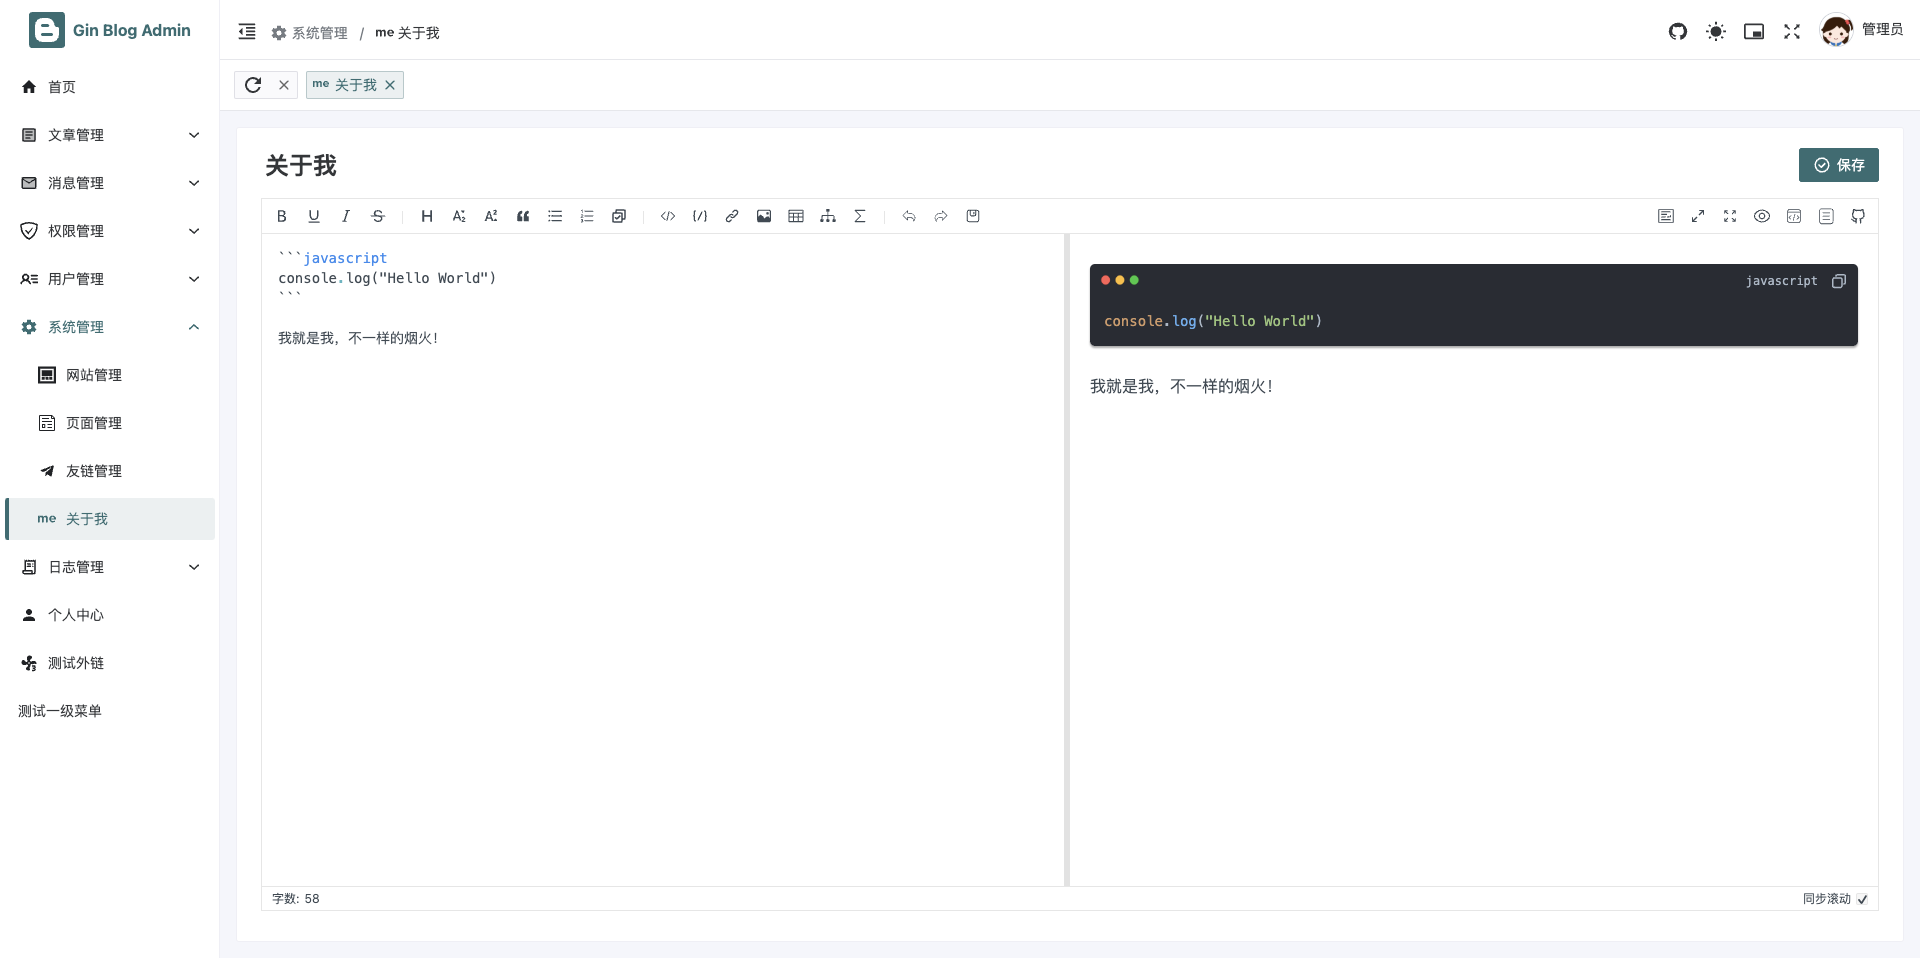 Gin Blog Admin
系统管理 / me 关于我
管理员
me 关于我
首页
文章管理
消息管理
权限管理
用户管理
系统管理
网站管理
页面管理
友链管理
me 关于我
日志管理
个人中心
测试外链
测试一级菜单
关于我
保存
```javascript
console.log("Hello World")
```
我就是我，不一样的烟火！
javascript
console.log("Hello World")
我就是我，不一样的烟火！
字数: 58
同步滚动